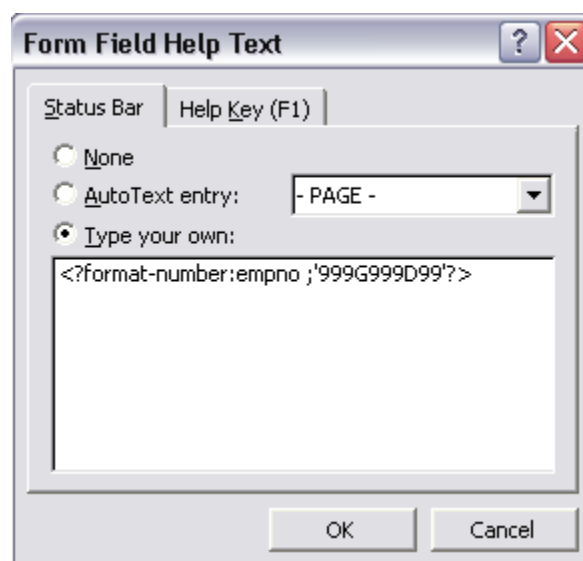 Form Field Help Text
Status Bar
Help Key (F1)
None
AutoText entry:
- PAGE -
Type your own:
<?format-number:empno ;'999G999D99'?>
OK
Cancel